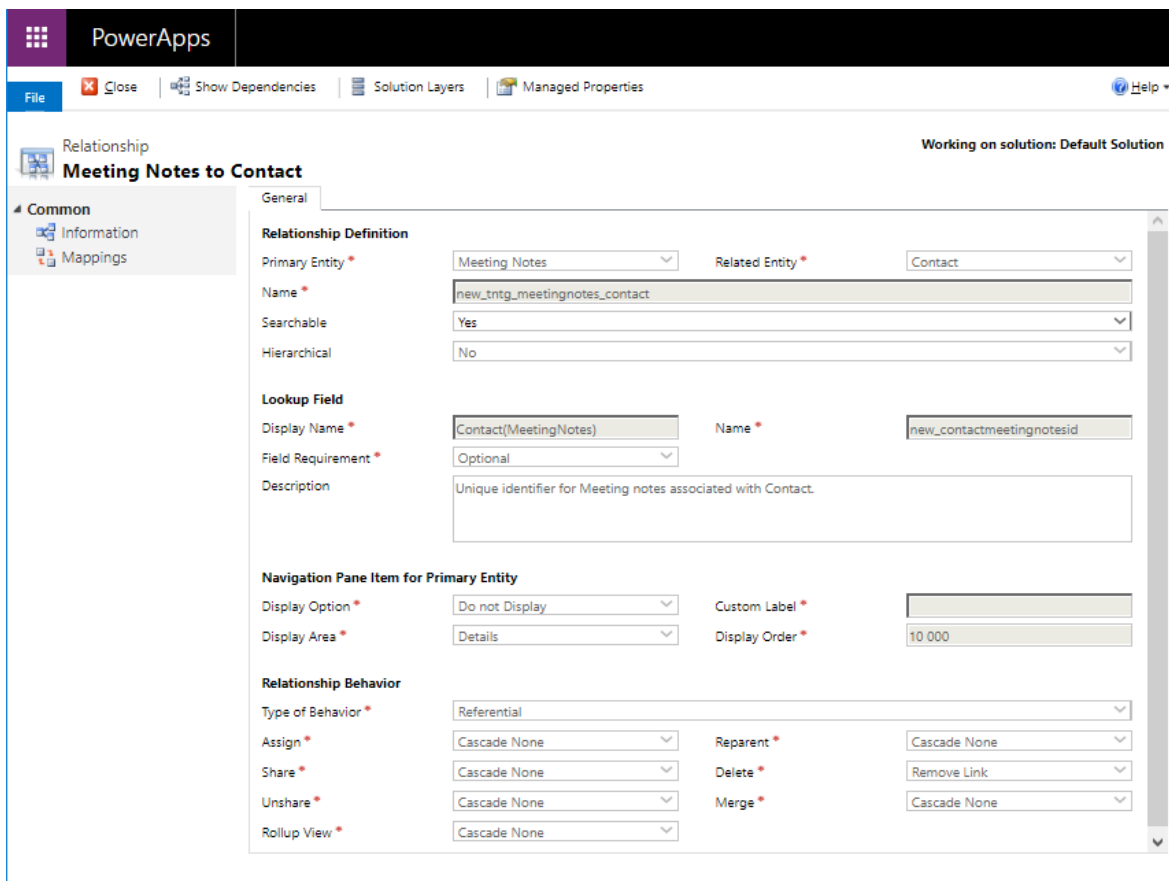 PowerApps
File Close Show Dependencies Solution Layers Managed Properties Help
Relationship
Working on solution: Default Solution
Meeting Notes to Contact
Common
Information
Mappings
General
Relationship Definition
Primary Entity * Meeting Notes Related Entity * Contact
Name * new_tntg_meetingnotes_contact
Searchable Yes
Hierarchical No
Lookup Field
Display Name * Contact(MeetingNotes) Name * new_contactmeetingnotesid
Field Requirement * Optional
Description Unique identifier for Meeting notes associated with Contact.
Navigation Pane Item for Primary Entity
Display Option * Do not Display Custom Label *
Display Area * Details Display Order * 10 000
Relationship Behavior
Type of Behavior * Referential
Assign * Cascade None Reparent * Cascade None
Share * Cascade None Delete * Remove Link
Unshare * Cascade None Merge * Cascade None
Rollup View * Cascade None